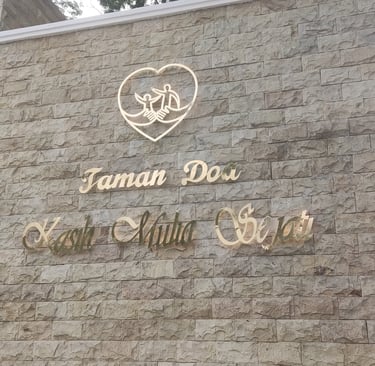 Taman Doa
Kasih Mulia Sejati